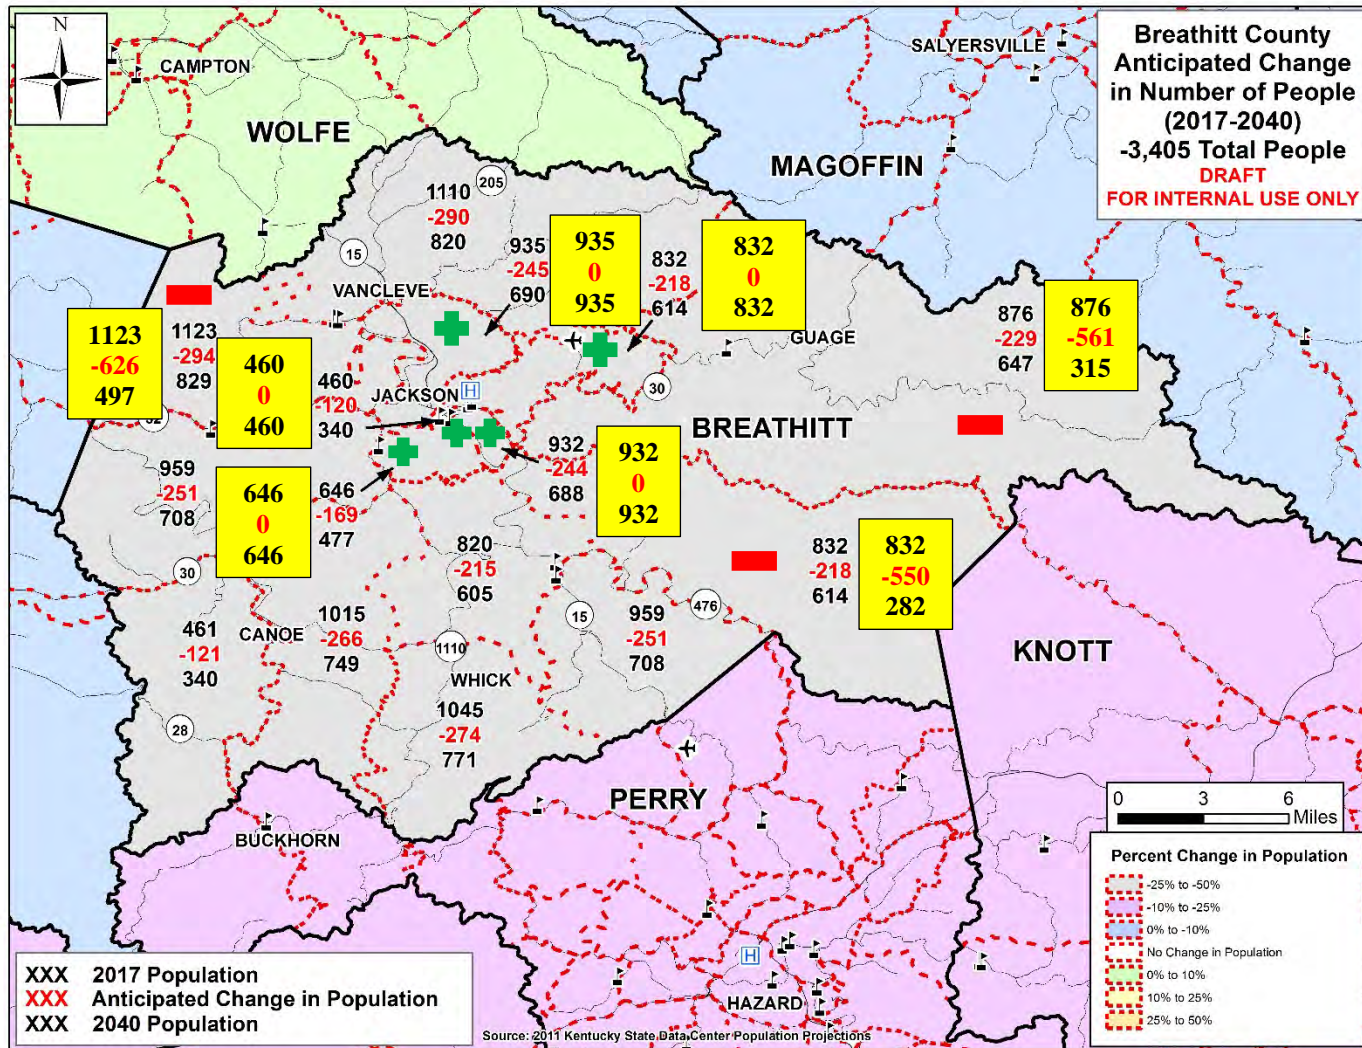 N
Breathitt County
Anticipated Change
in Number of People
(2017-2040)
-3,405 Total People
DRAFT
FOR INTERNAL USE ONLY
CAMPTON
SALYERSVILLE
WOLFE
MAGOFFIN
205
1110
-290
820
15
VANCLEVE
935
-245
690
935
0
935
832
-218
614
832
0
832
GUAGE
876
-229
647
876
-561
315
1123
-626
497
1123
-294
829
460
0
460
460
-120
340
JACKSON
H
30
BREATHITT
932
-244
688
932
0
932
959
-251
708
646
0
646
646
-169
477
30
820
-215
605
832
-218
614
832
-550
282
461
-121
340
CANOE
1015
-266
749
1110
WHICK
15
959
-251
708
476
KNOTT
1045
-274
771
28
PERRY
BUCKHORN
H
HAZARD
0 3 6
Miles
Percent Change in Population
-25% to -50%
-10% to -25%
0% to -10%
No Change in Population
0% to 10%
10% to 25%
25% to 50%
XXX 2017 Population
XXX Anticipated Change in Population
XXX 2040 Population
Source: 2011 Kentucky State Data Center Population Projections